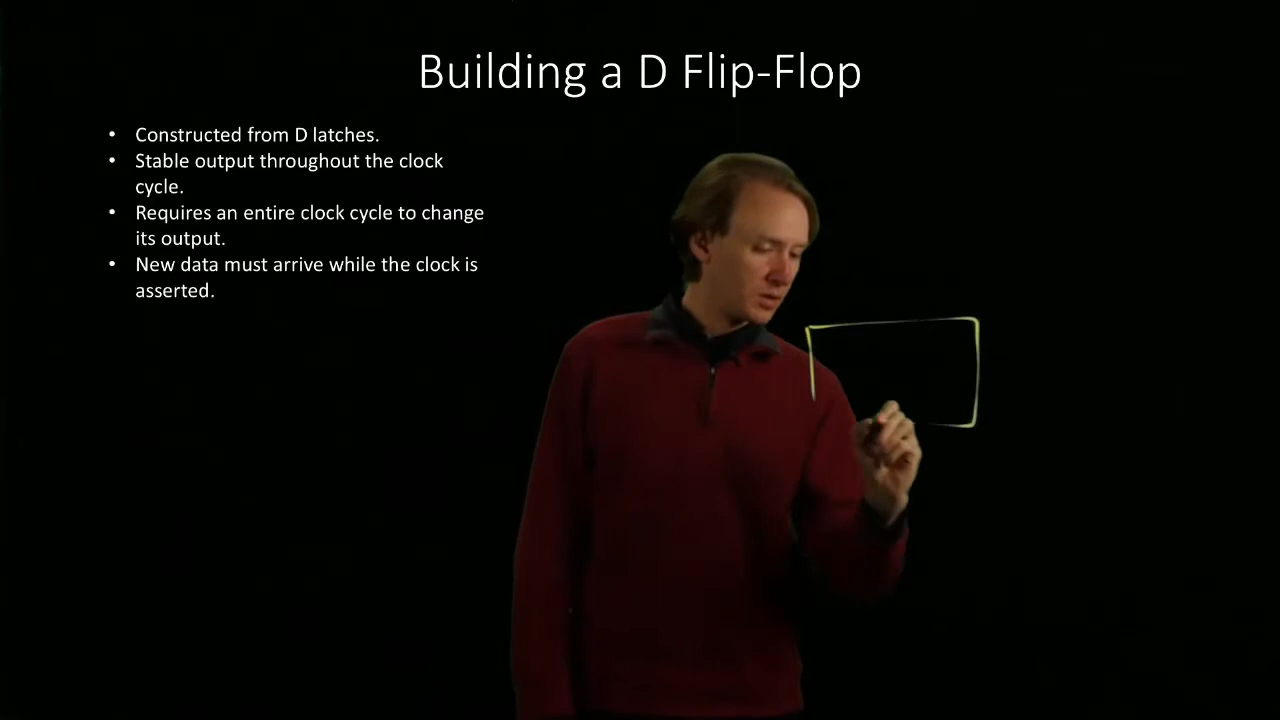 Building a D Flip-Flop
• Constructed from D latches.
• Stable output throughout the clock
cycle.
• Requires an entire clock cycle to change
its output.
• New data must arrive while the clock is
asserted.